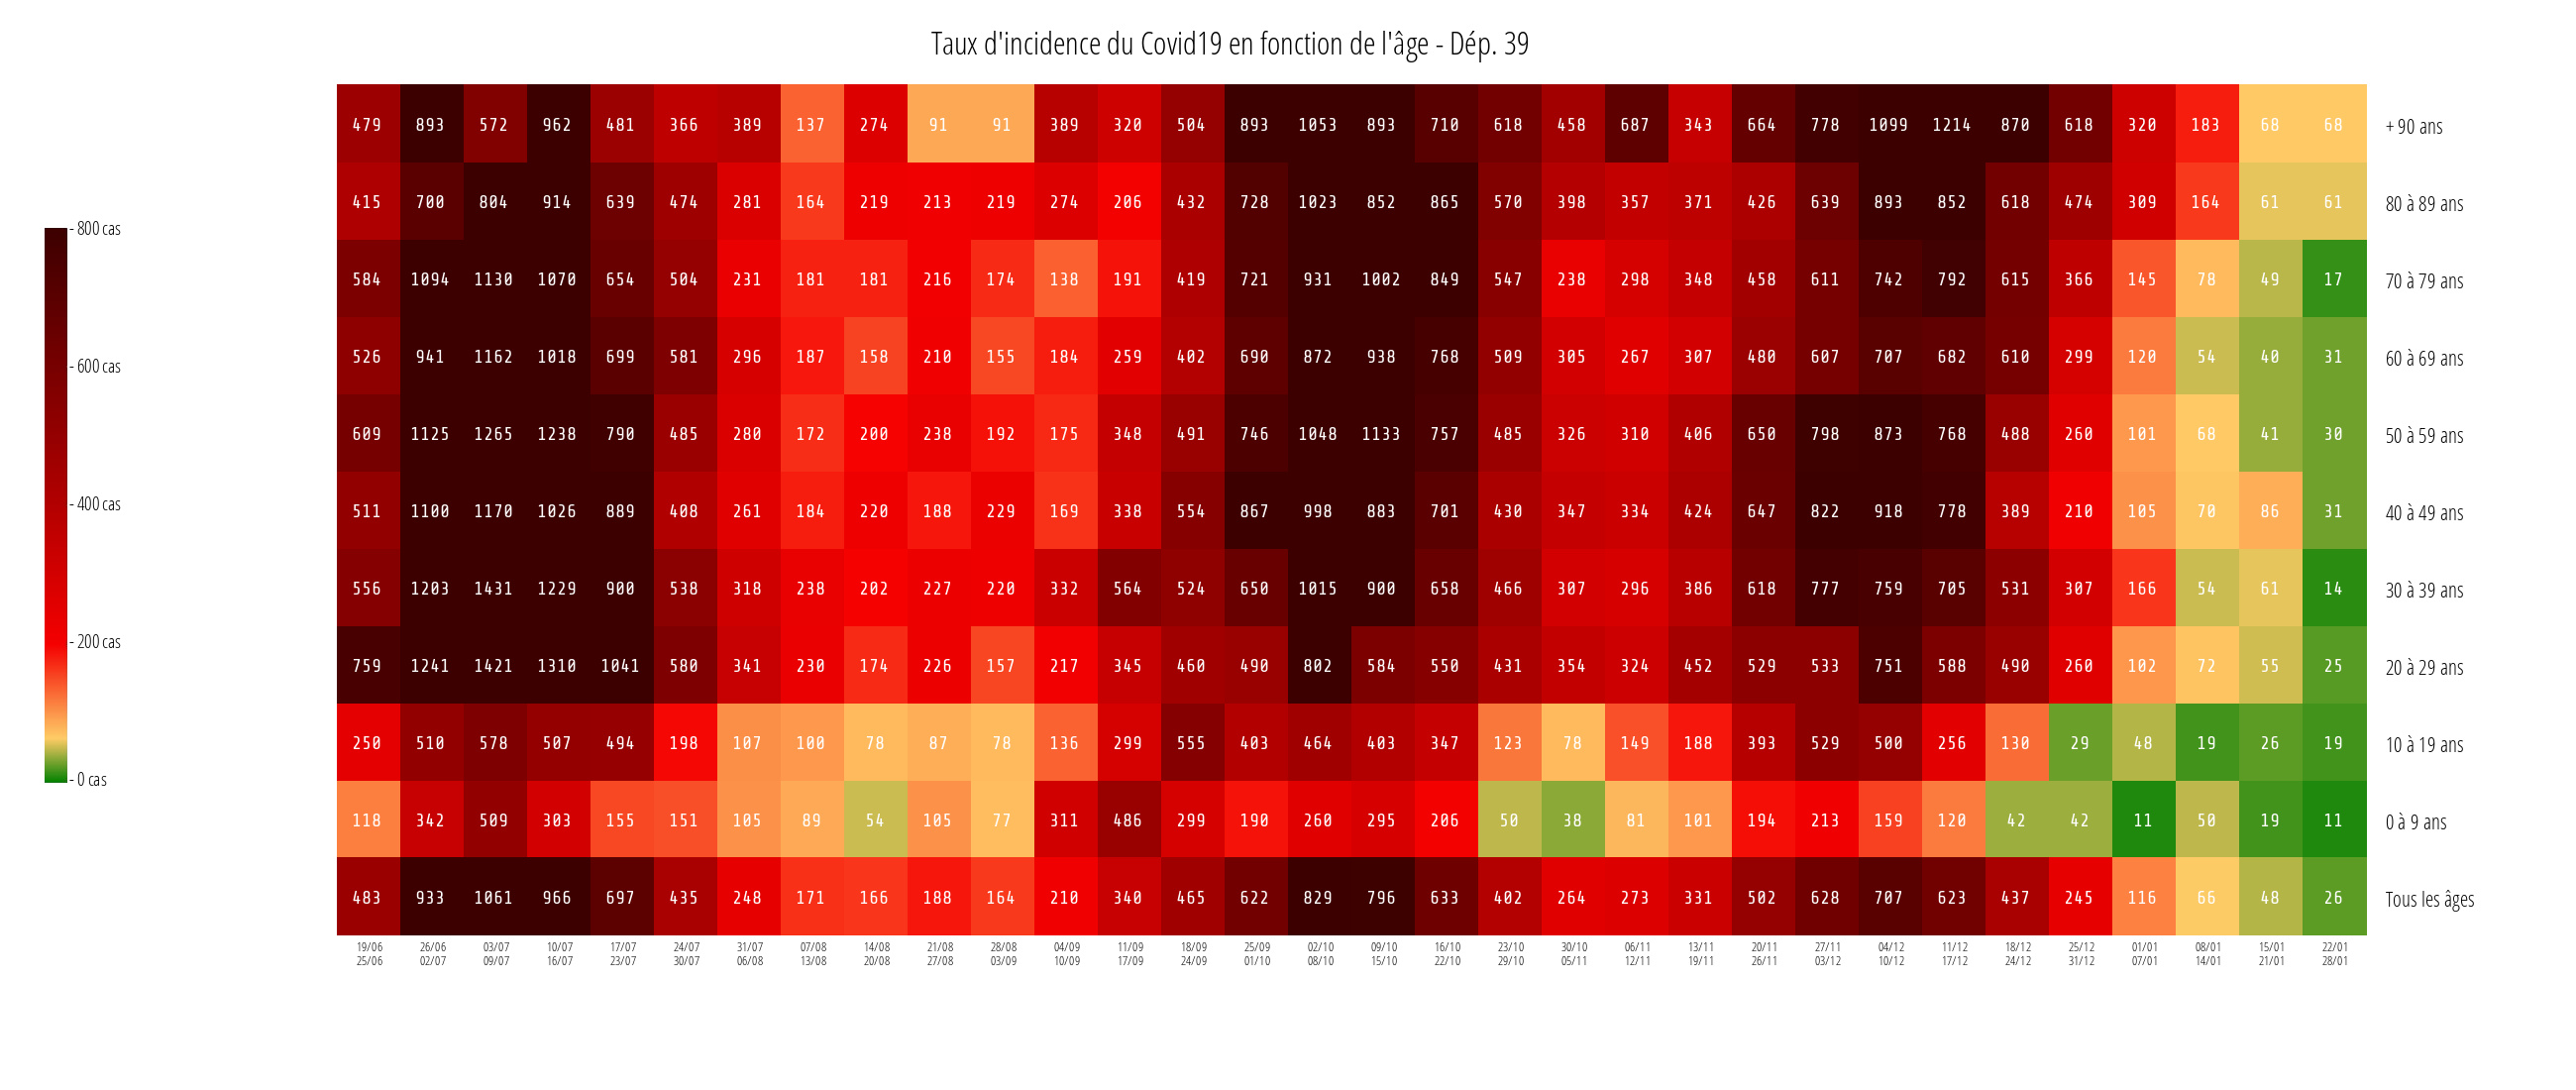 Taux d'incidence du Covid19 en fonction de l'âge - Dép. 39
- 800 cas
- 600 cas
- 400 cas
- 200 cas
- 0 cas
479 893 572 962 481 366 389 137 274 91 91 389 320 504 893 1053 893 710 618 458 687 343 664 778 1099 1214 870 618 320 183 68 68 + 90 ans
415 700 804 914 639 474 281 164 219 213 219 274 206 432 728 1023 852 865 570 398 357 371 426 639 893 852 618 474 309 164 61 61 80 à 89 ans
584 1094 1130 1070 654 504 231 181 181 216 174 138 191 419 721 931 1002 849 547 238 298 348 458 611 742 792 615 366 145 78 49 17 70 à 79 ans
526 941 1162 1018 699 581 296 187 158 210 155 184 259 402 690 872 938 768 509 305 267 307 480 607 707 682 610 299 120 54 40 31 60 à 69 ans
609 1125 1265 1238 790 485 280 172 200 238 192 175 348 491 746 1048 1133 757 485 326 310 406 650 798 873 768 488 260 101 68 41 30 50 à 59 ans
511 1100 1170 1026 889 408 261 184 220 188 229 169 338 554 867 998 883 701 430 347 334 424 647 822 918 778 389 210 105 70 86 31 40 à 49 ans
556 1203 1431 1229 900 538 318 238 202 227 220 332 564 524 650 1015 900 658 466 307 296 386 618 777 759 705 531 307 166 54 61 14 30 à 39 ans
759 1241 1421 1310 1041 580 341 230 174 226 157 217 345 460 490 802 584 550 431 354 324 452 529 533 751 588 490 260 102 72 55 25 20 à 29 ans
250 510 578 507 494 198 107 100 78 87 78 136 299 555 403 464 403 347 123 78 149 188 393 529 500 256 130 29 48 19 26 19 10 à 19 ans
118 342 509 303 155 151 105 89 54 105 77 311 486 299 190 260 295 206 50 38 81 101 194 213 159 120 42 42 11 50 19 11 0 à 9 ans
483 933 1061 966 697 435 248 171 166 188 164 210 340 465 622 829 796 633 402 264 273 331 502 628 707 623 437 245 116 66 48 26 Tous les âges
19/06 26/06 03/07 10/07 17/07 24/07 31/07 07/08 14/08 21/08 28/08 04/09 11/09 18/09 25/09 02/10 09/10 16/10 23/10 30/10 06/11 13/11 20/11 27/11 04/12 11/12 18/12 25/12 01/01 08/01 15/01 22/01
25/06 02/07 09/07 16/07 23/07 30/07 06/08 13/08 20/08 27/08 03/09 10/09 17/09 24/09 01/10 08/10 15/10 22/10 29/10 05/11 12/11 19/11 26/11 03/12 10/12 17/12 24/12 31/12 07/01 14/01 21/01 28/01